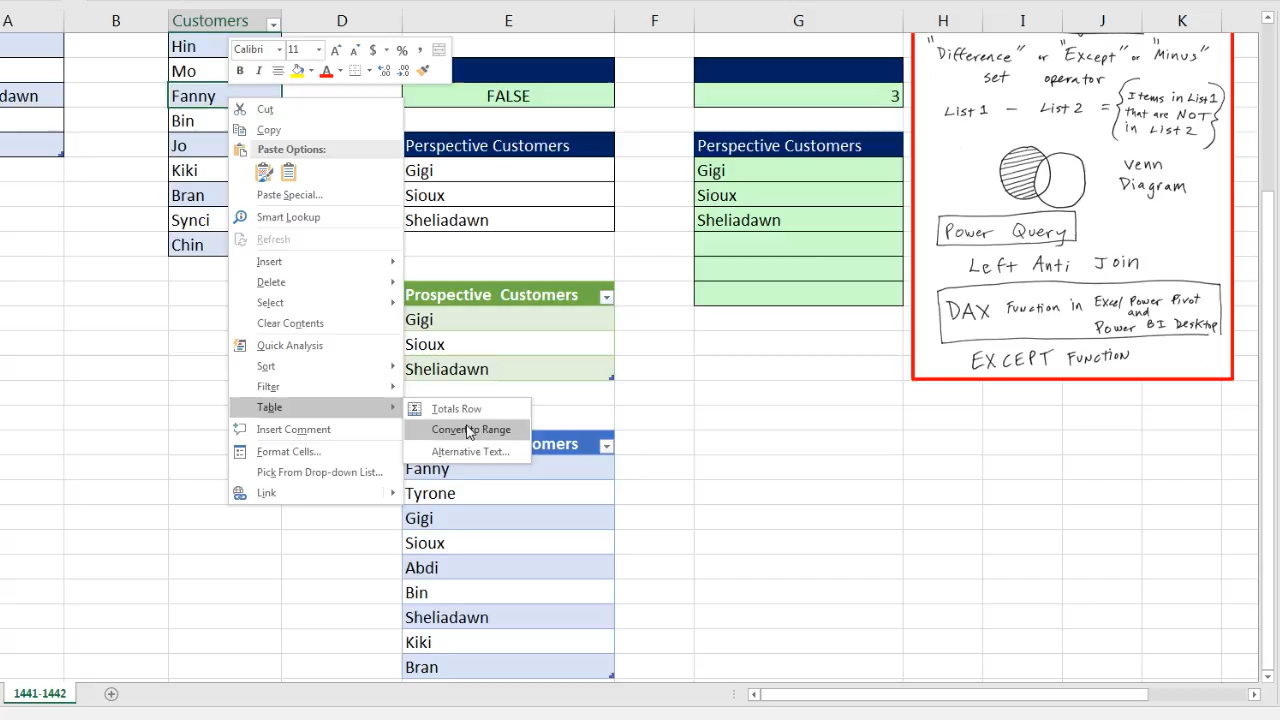 A B Customers D E F G H I J K
Hin
Mo
dawn Fanny FALSE 3
Bin
Jo Perspective Customers Perspective Customers
Kiki Gigi Gigi
Bran Sioux Sioux
Synci Sheliadawn Sheliadawn
Chin
Calibri 11 A A $ % ,
B I A .00 .00
Cut
Copy
Paste Options:
Paste Special...
Smart Lookup
Refresh
Insert
Delete
Select
Clear Contents
Quick Analysis
Sort
Filter
Table
Insert Comment
Format Cells...
Pick From Drop-down List...
Link
Totals Row
Convert to Range
Alternative Text...
Prospective Customers
Gigi
Sioux
Sheliadawn
omers
Fanny
Tyrone
Gigi
Sioux
Abdi
Bin
Sheliadawn
Kiki
Bran
"Difference" or "Except" or "Minus"
set operator
List 1 - List 2 = { Items in List 1
that are NOT
in List 2 }
Venn
Diagram
Power Query
Left Anti Join
DAX Function in Excel Power Pivot
and
Power BI Desktop
EXCEPT Function
1441-1442